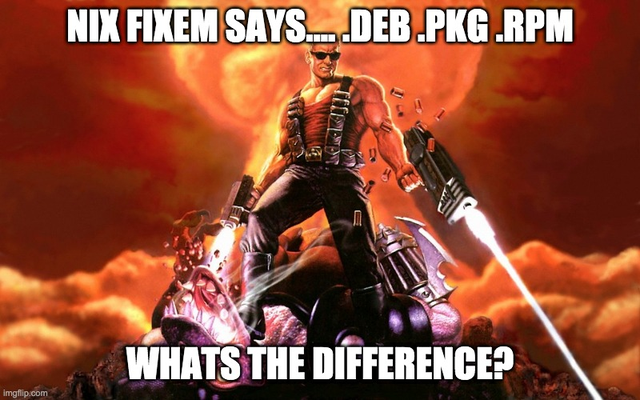 NIX FIXEM SAYS.... .DEB .PKG .RPM
WHATS THE DIFFERENCE?
imgflip.com